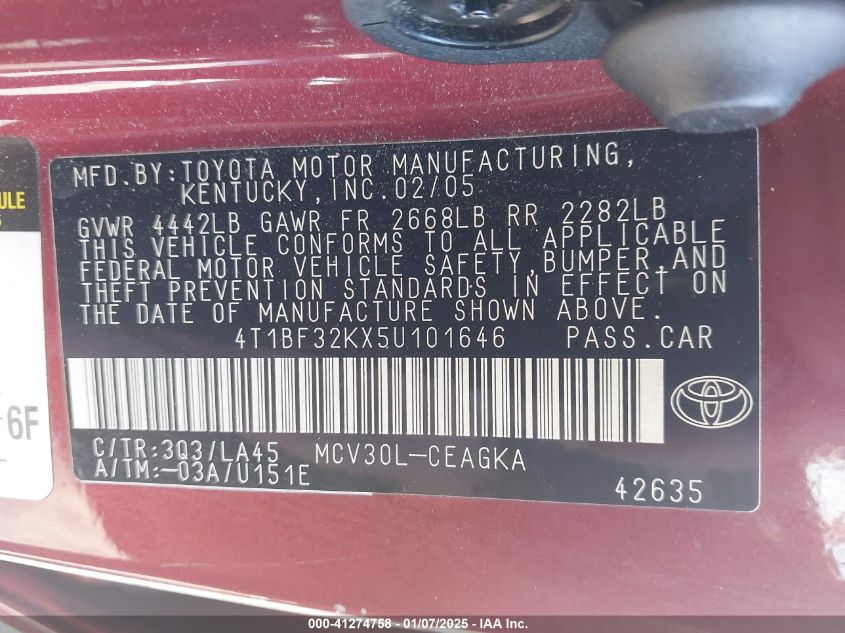 ULE
6F
MFD.BY:TOYOTA MOTOR MANUFACTURING,
KENTUCKY,INC.02/05
GVWR 4442LB GAWR FR 2668LB RR 2282LB
THIS VEHICLE CONFORMS TO ALL APPLICABLE
FEDERAL MOTOR VEHICLE SAFETY,BUMPER,AND
THEFT PREVENTION STANDARDS IN EFFECT ON
THE DATE OF MANUFACTURE SHOWN ABOVE.
4T1BF32KX5U101646 PASS.CAR
C/TR:3Q3/LA45 MCV30L-CEAGKA
A/TM:-03A/U151E
42635
000-41274758 - 01/07/2025 - IAA Inc.